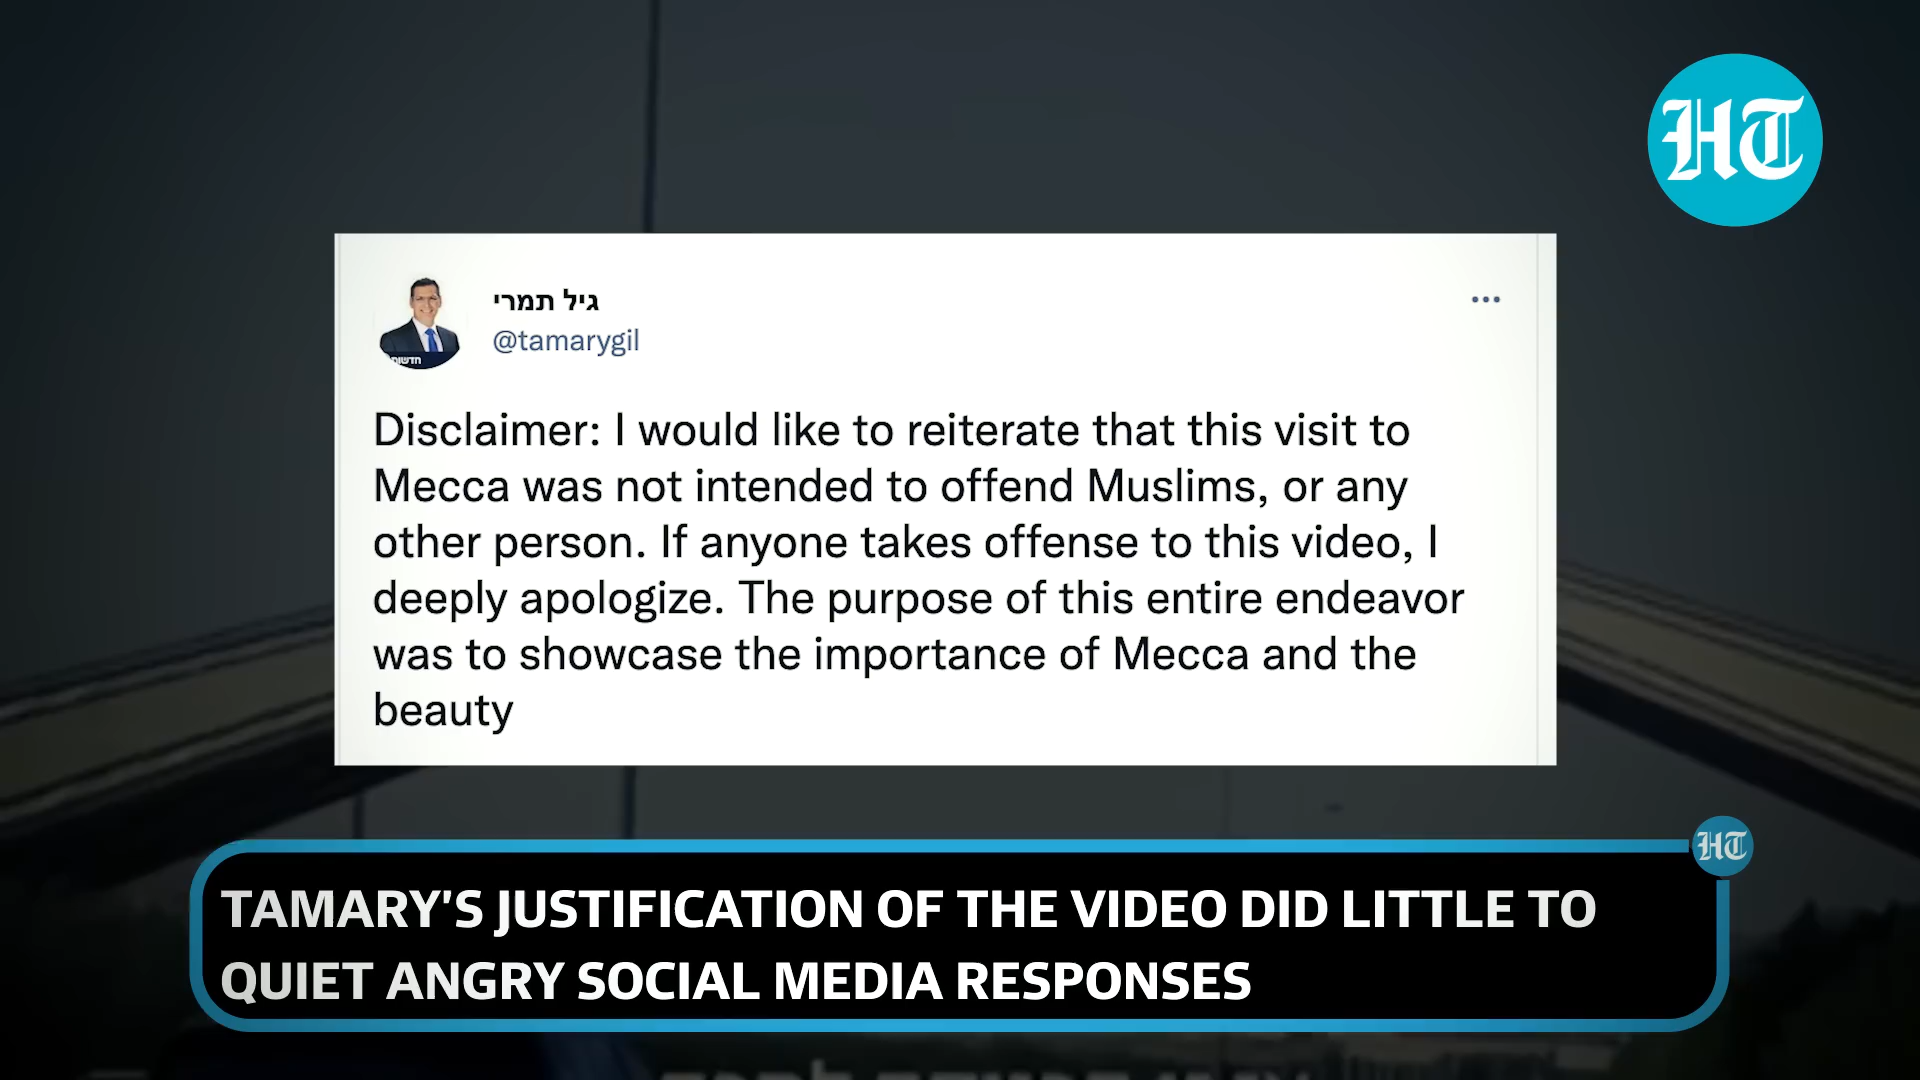 HT
גיל תמרי
@tamarygil
חדשות
Disclaimer: I would like to reiterate that this visit to
Mecca was not intended to offend Muslims, or any
other person. If anyone takes offense to this video, I
deeply apologize. The purpose of this entire endeavor
was to showcase the importance of Mecca and the
beauty
HT
TAMARY'S JUSTIFICATION OF THE VIDEO DID LITTLE TO
QUIET ANGRY SOCIAL MEDIA RESPONSES